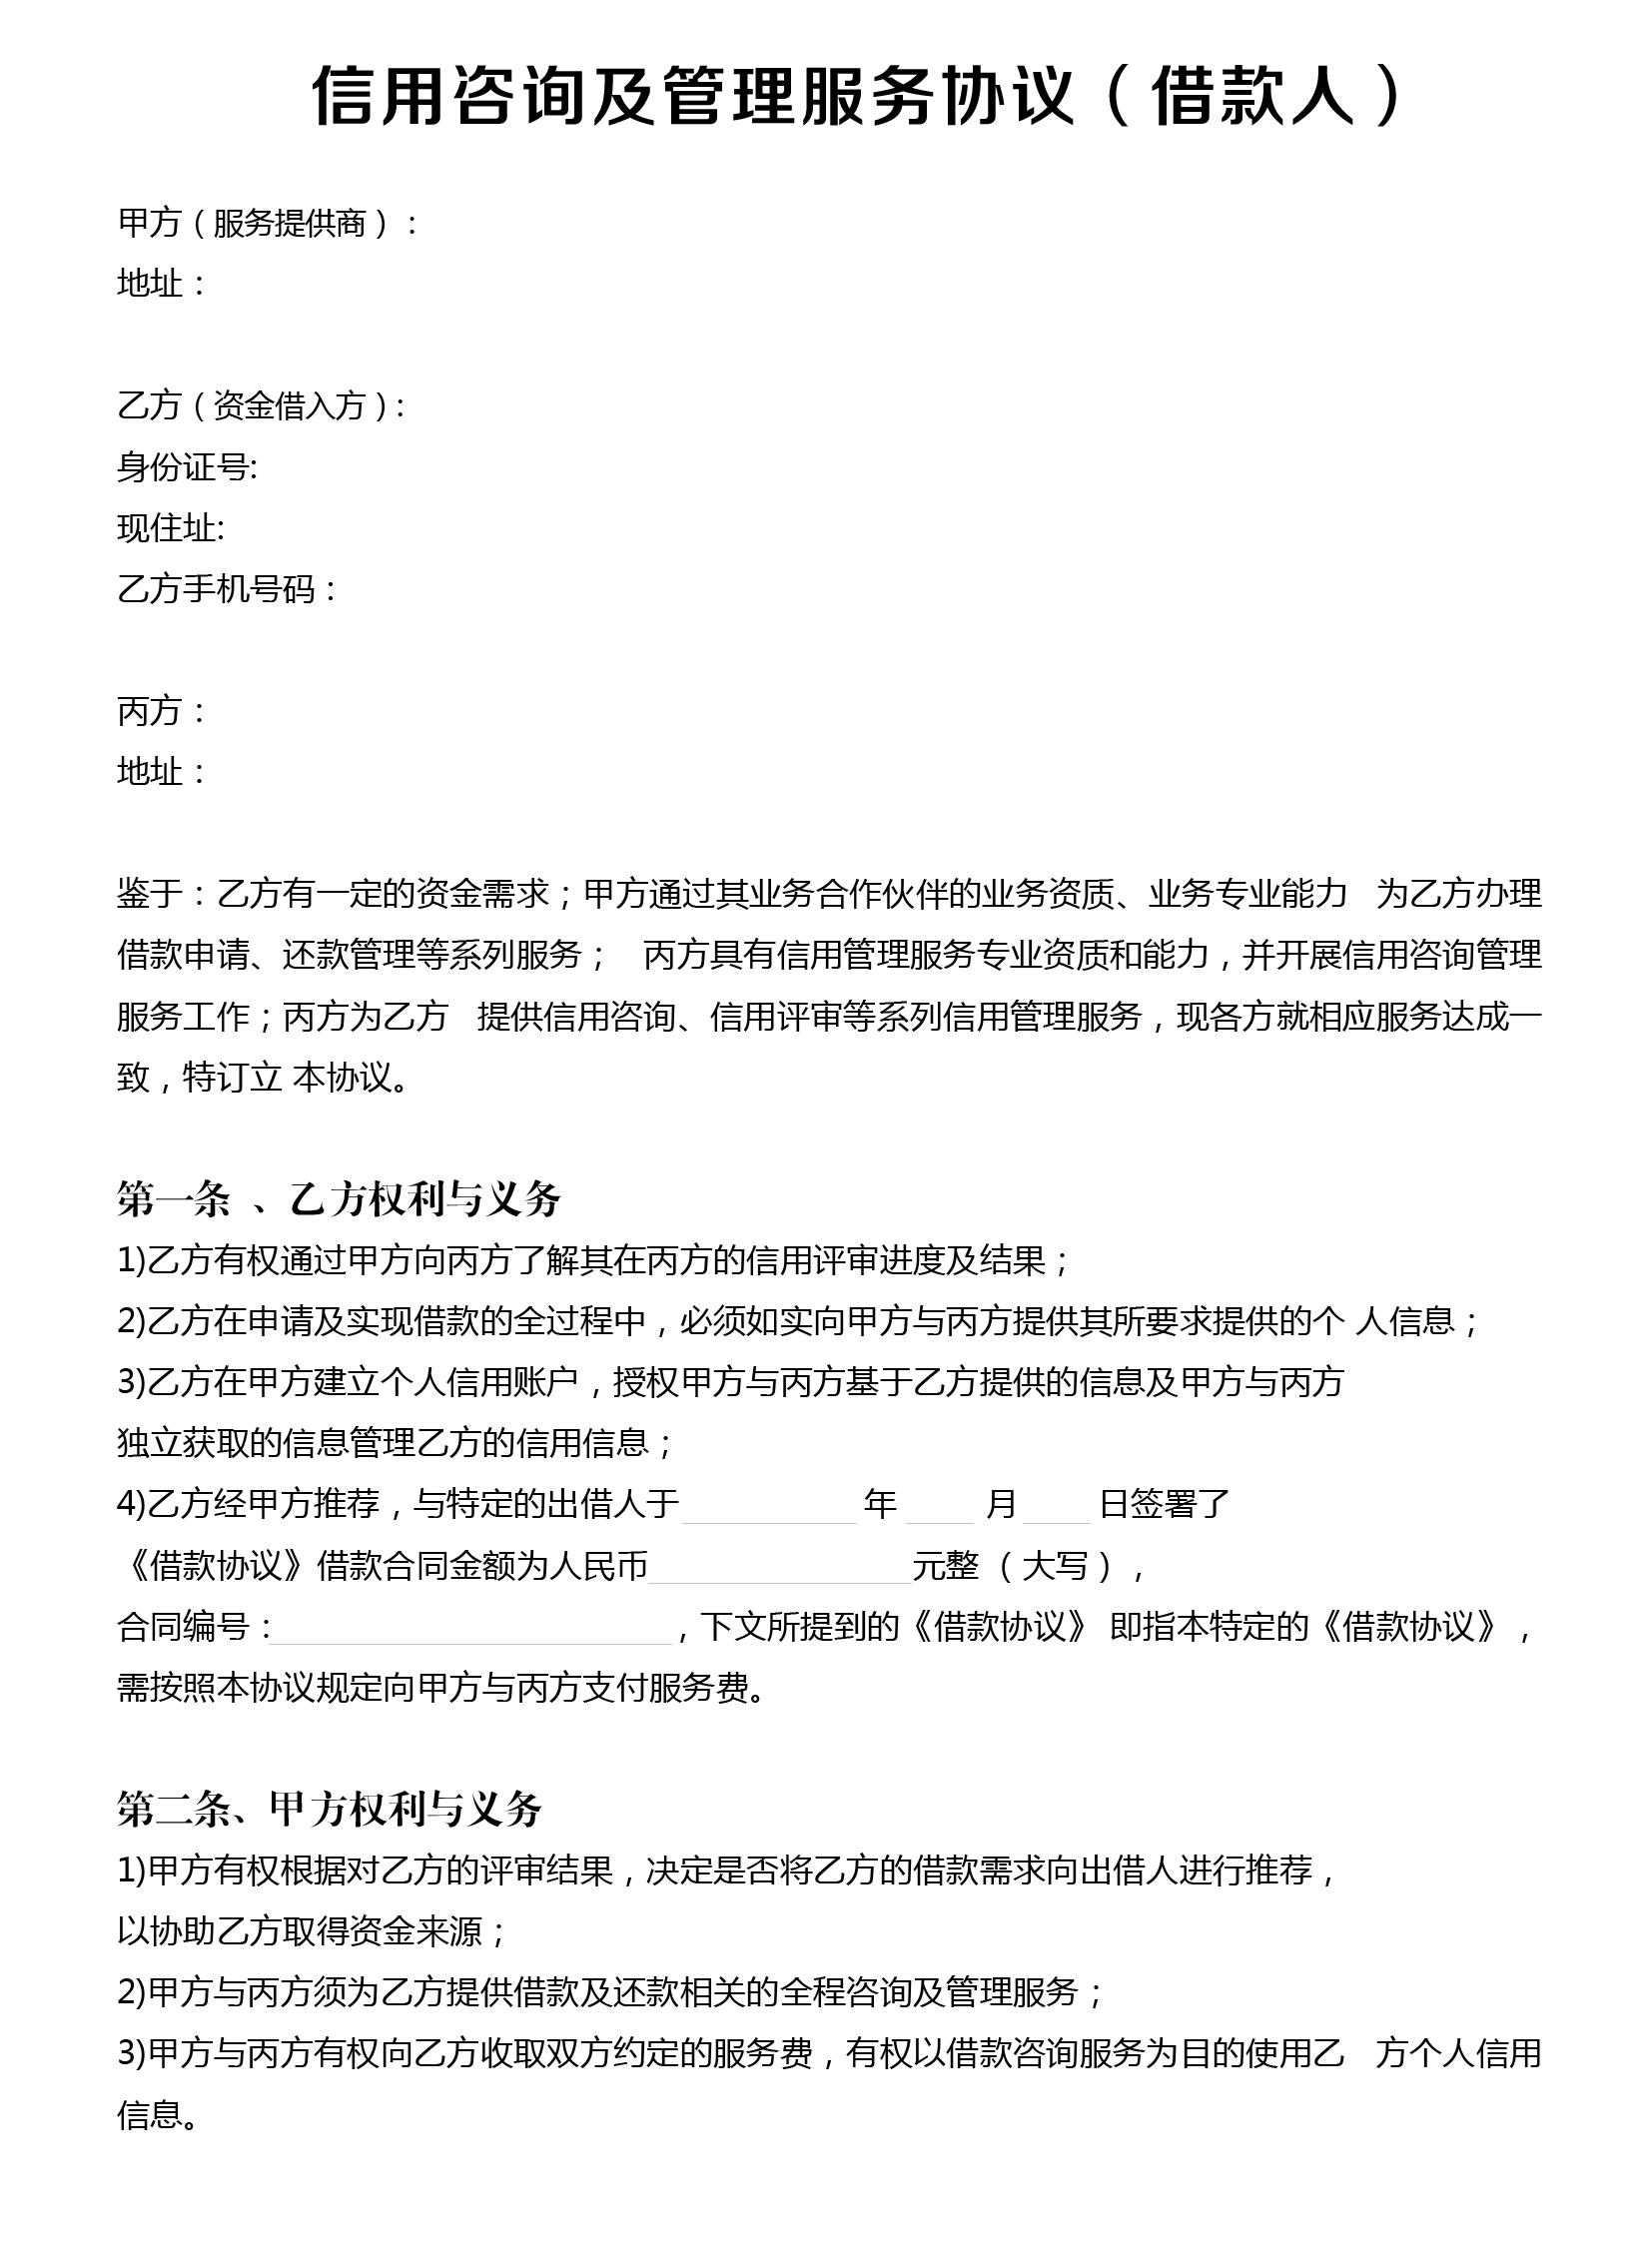 信用咨询及管理服务协议（借款人）
甲方（服务提供商）：
地址：
乙方（资金借入方）：
身份证号:
现住址:
乙方手机号码：
丙方：
地址：
鉴于：乙方有一定的资金需求；甲方通过其业务合作伙伴的业务资质、业务专业能力 为乙方办理
借款申请、还款管理等系列服务； 丙方具有信用管理服务专业资质和能力，并开展信用咨询管理
服务工作；丙方为乙方 提供信用咨询、信用评审等系列信用管理服务，现各方就相应服务达成一
致，特订立 本协议。
第一条 、乙方权利与义务
1)乙方有权通过甲方向丙方了解其在丙方的信用评审进度及结果；
2)乙方在申请及实现借款的全过程中，必须如实向甲方与丙方提供其所要求提供的个 人信息；
3)乙方在甲方建立个人信用账户，授权甲方与丙方基于乙方提供的信息及甲方与丙方
独立获取的信息管理乙方的信用信息；
4)乙方经甲方推荐，与特定的出借人于 __________ 年 ____ 月 ____ 日签署了
《借款协议》借款合同金额为人民币_______________元整 （ 大写 ），
合同编号：_______________________，下文所提到的《借款协议》 即指本特定的《借款协议》，
需按照本协议规定向甲方与丙方支付服务费。
第二条、甲方权利与义务
1)甲方有权根据对乙方的评审结果，决定是否将乙方的借款需求向出借人进行推荐，
以协助乙方取得资金来源；
2)甲方与丙方须为乙方提供借款及还款相关的全程咨询及管理服务；
3)甲方与丙方有权向乙方收取双方约定的服务费，有权以借款咨询服务为目的使用乙 方个人信用
信息。